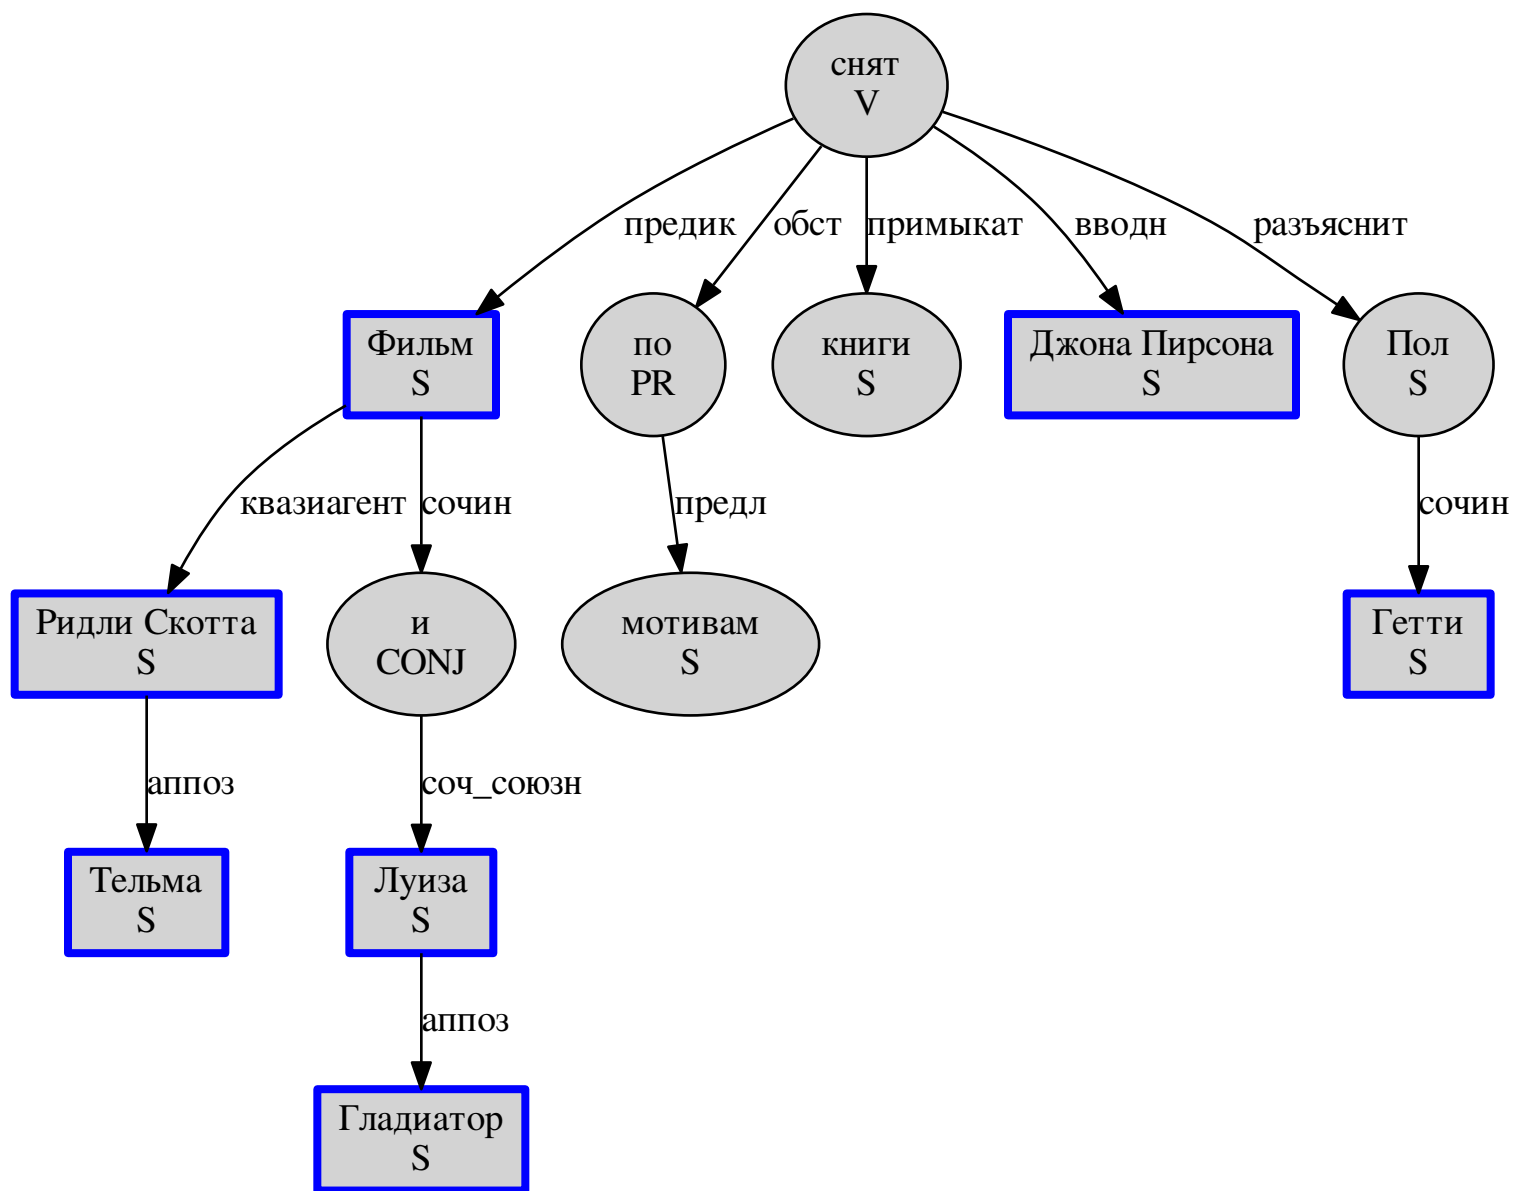 снят
V
предик
обст
примыкат
вводн
разъяснит
Фильм
S
по
PR
книги
S
Джона Пирсона
S
Пол
S
квазиагент
сочин
предл
сочин
Ридли Скотта
S
и
CONJ
мотивам
S
Гетти
S
аппоз
соч_союзн
Тельма
S
Луиза
S
аппоз
Гладиатор
S